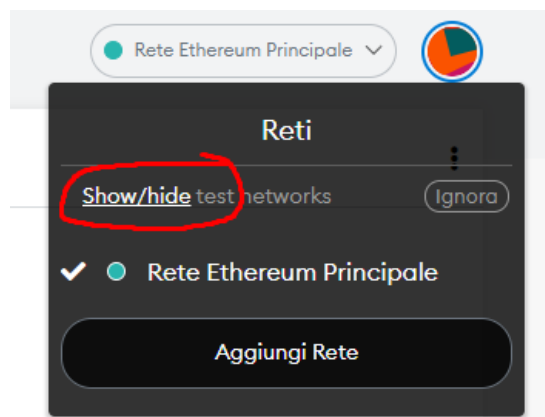 Rete Ethereum Principale
Reti
Show/hide test networks
Ignora
Rete Ethereum Principale
Aggiungi Rete